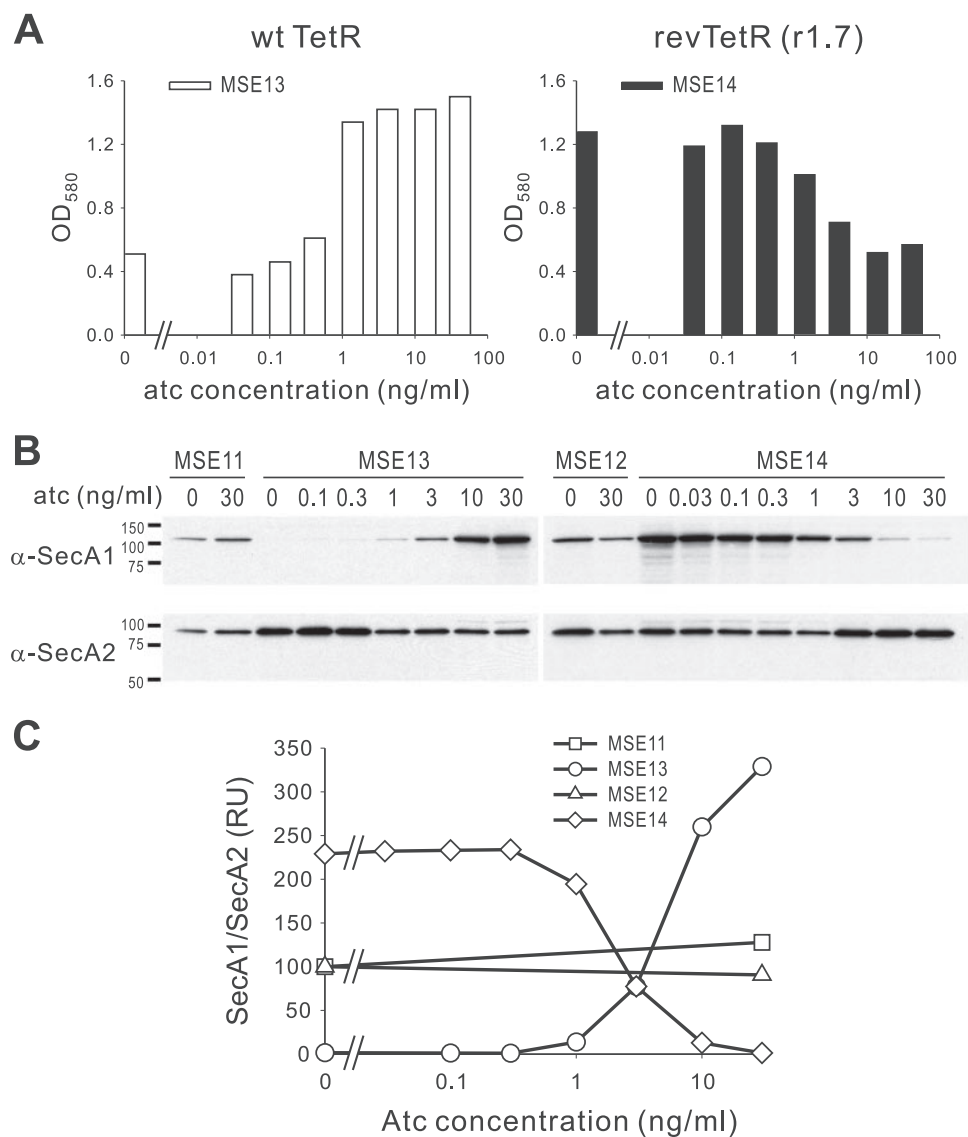 A
wt TetR
revTetR (r1.7)
MSE13
MSE14
1.6
1.2
0.8
0.4
0.0
OD580
0 0.01 0.1 1 10 100
atc concentration (ng/ml)
1.6
1.2
0.8
0.4
0.0
OD580
0 0.01 0.1 1 10 100
atc concentration (ng/ml)
B
MSE11 MSE13 MSE12 MSE14
atc (ng/ml) 0 30 0 0.1 0.3 1 3 10 30 0 30 0 0.03 0.1 0.3 1 3 10 30
α-SecA1
150
100
75
α-SecA2
100
75
50
C
MSE11
MSE13
MSE12
MSE14
350
300
250
200
150
100
50
0
SecA1/SecA2 (RU)
0 0.1 1 10
Atc concentration (ng/ml)